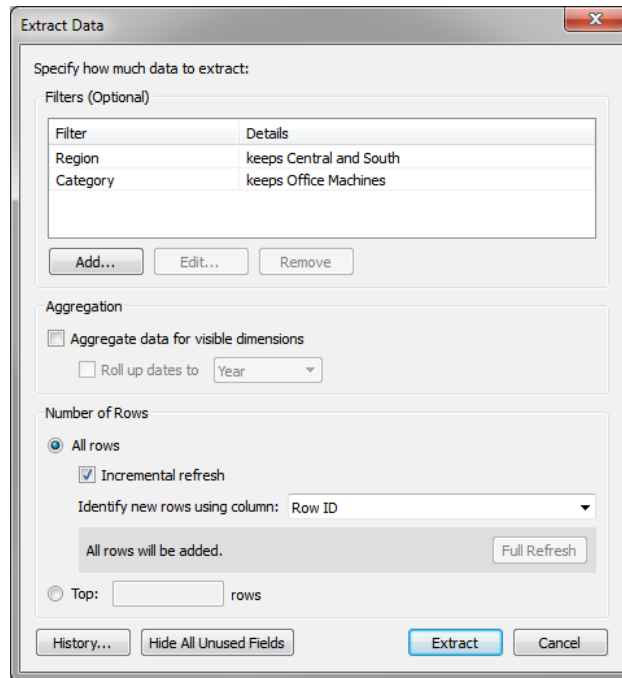 Extract Data
Specify how much data to extract:
Filters (Optional)
Filter Details
Region keeps Central and South
Category keeps Office Machines
Add... Edit... Remove
Aggregation
Aggregate data for visible dimensions
Roll up dates to Year
Number of Rows
All rows
Incremental refresh
Identify new rows using column: Row ID
All rows will be added. Full Refresh
Top: rows
History... Hide All Unused Fields Extract Cancel